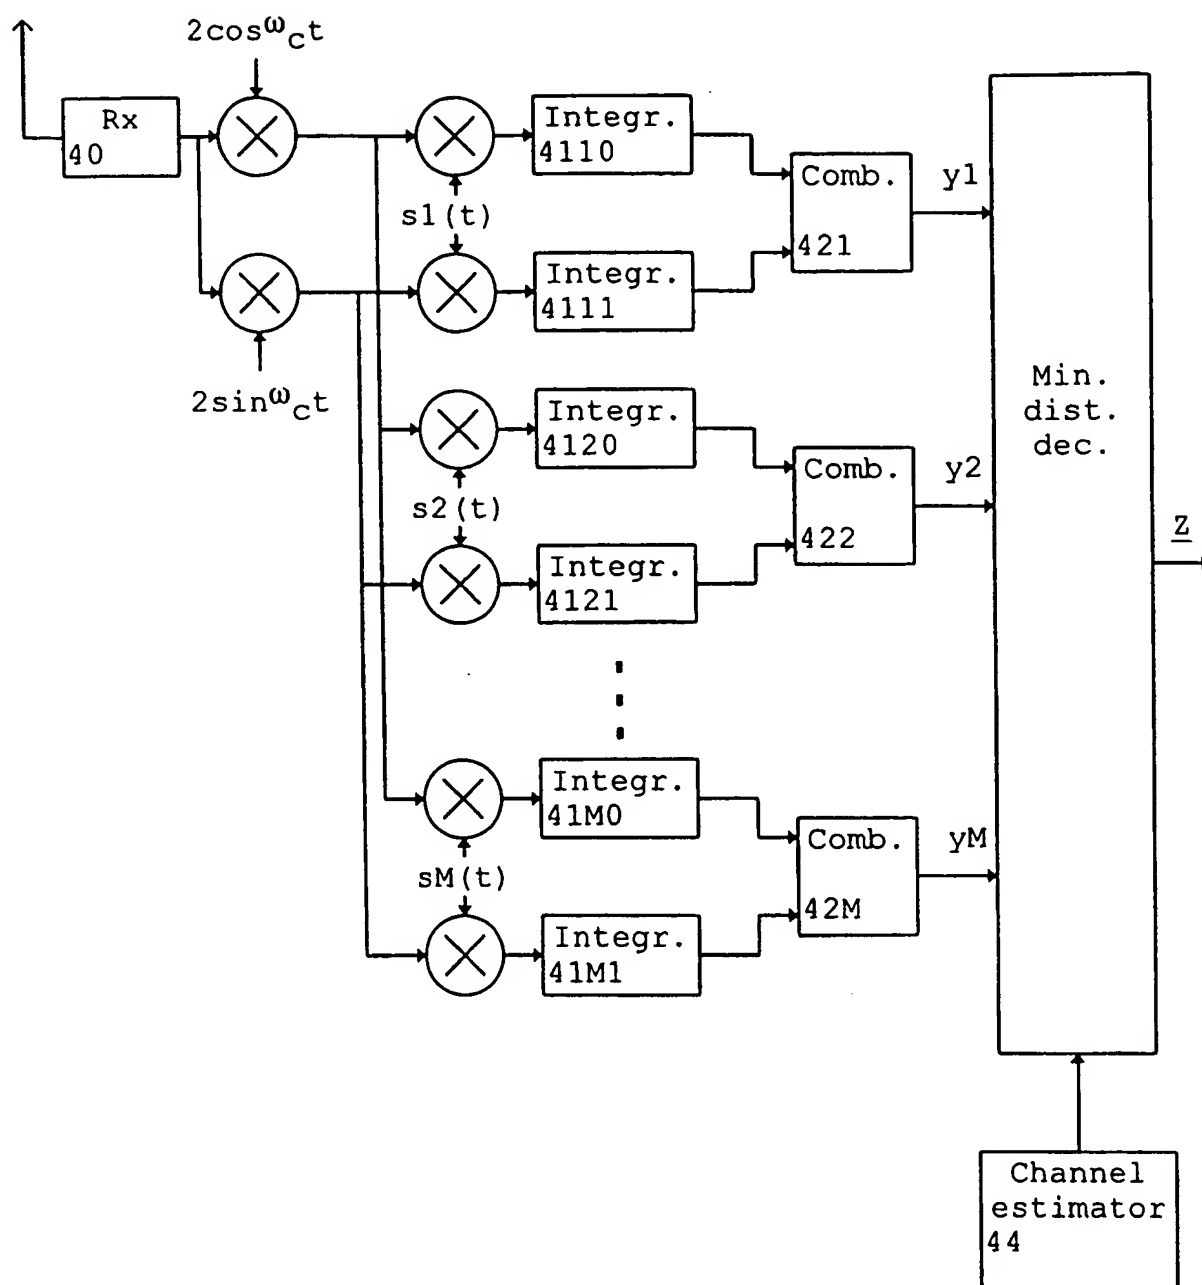 2cosωct
Rx
40
Integr.
4110
Comb.
421
y1
s1(t)
Integr.
4111
2sinωct
Min.
dist.
dec.
Integr.
4120
Comb.
422
y2
s2(t)
Integr.
4121
Z
Integr.
41M0
Comb.
42M
yM
sM(t)
Integr.
41M1
Channel
estimator
44